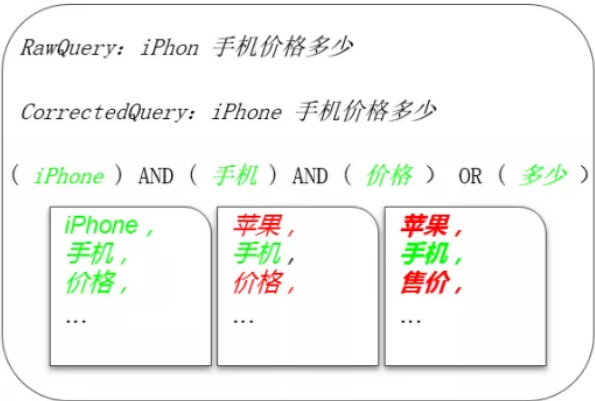 RawQuery: iPhon 手机价格多少
CorrectedQuery: iPhone 手机价格多少
( iPhone ) AND ( 手机 ) AND ( 价格 ) OR ( 多少 )
iPhone，
手机，
价格，
...
苹果，
手机，
价格，
...
苹果，
手机，
售价，
...